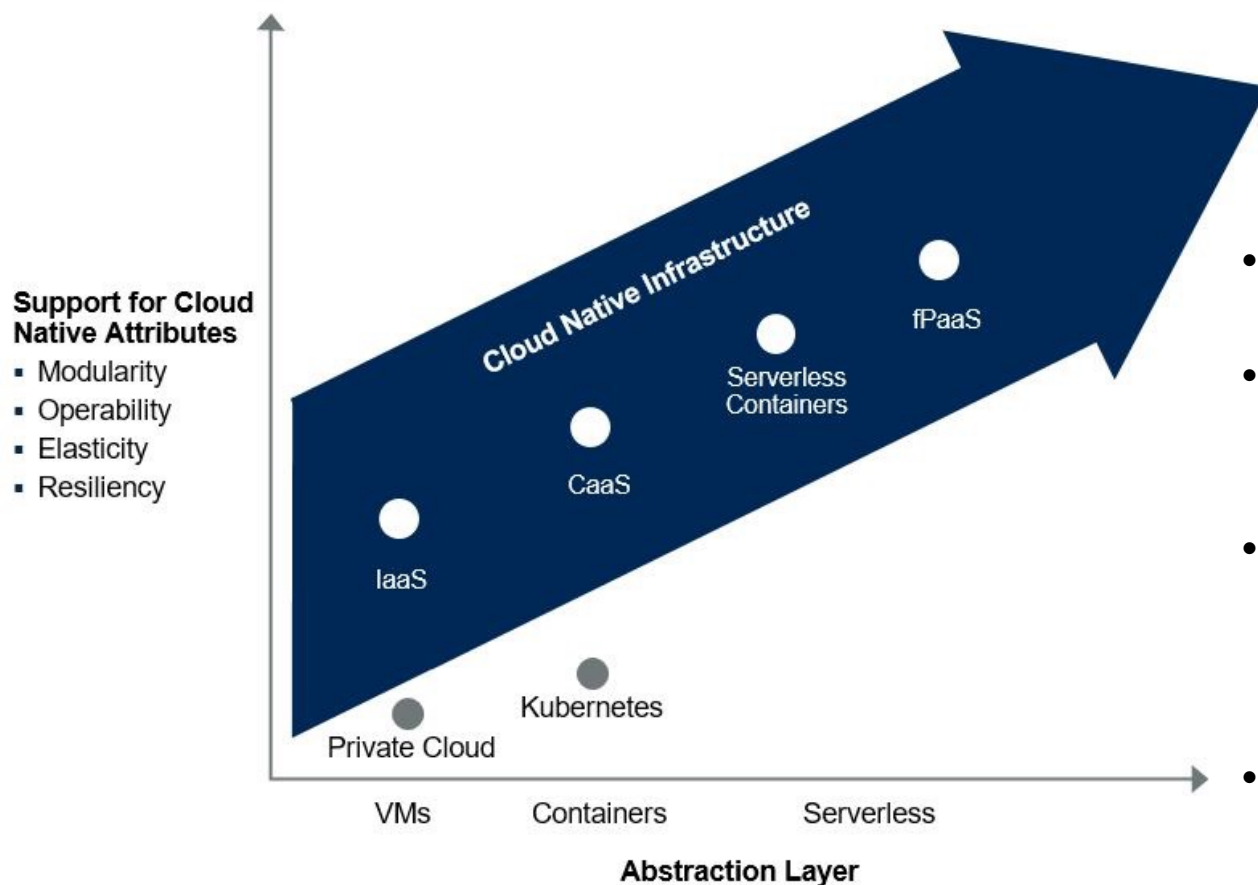 Support for Cloud
Native Attributes
▪ Modularity
▪ Operability
▪ Elasticity
▪ Resiliency
Cloud Native Infrastructure
fPaaS
Serverless
Containers
CaaS
IaaS
Kubernetes
Private Cloud
VMs
Containers
Serverless
Abstraction Layer
•
•
•
•